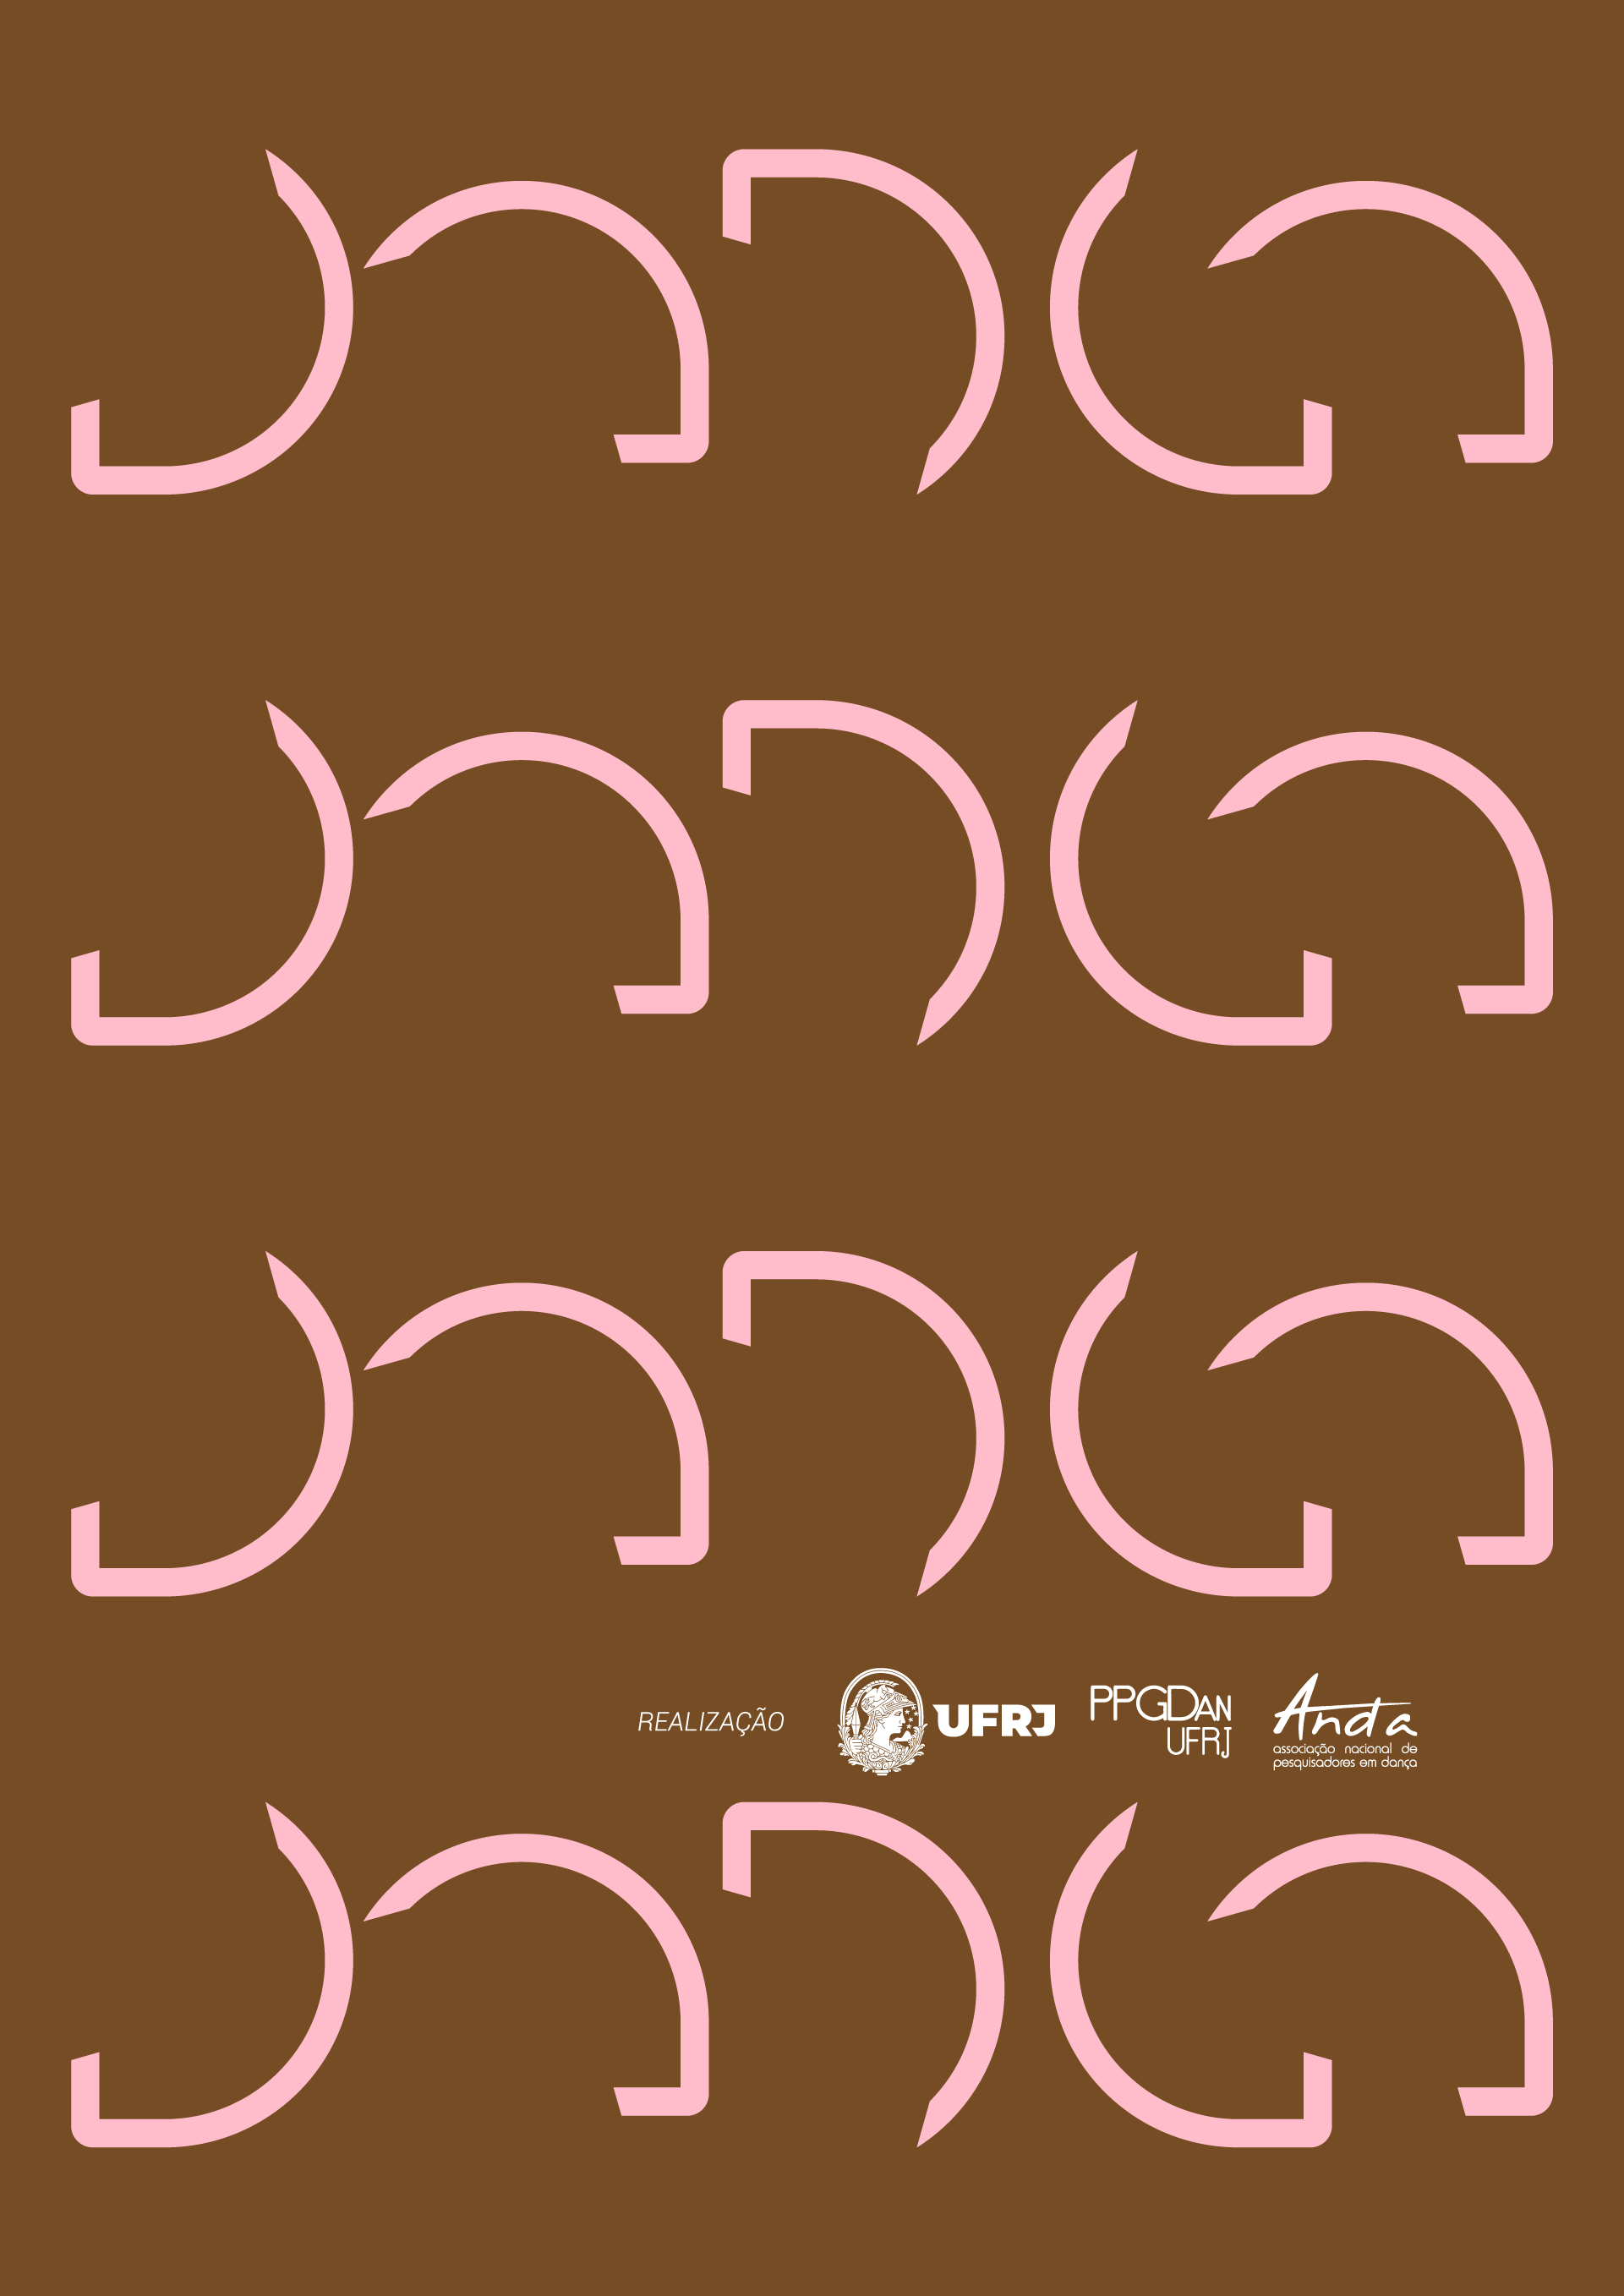 REALIZAÇÃO
UFRJ
PPGDAN
UFRJ
Anda
associação nacional de
pesquisadores em dança